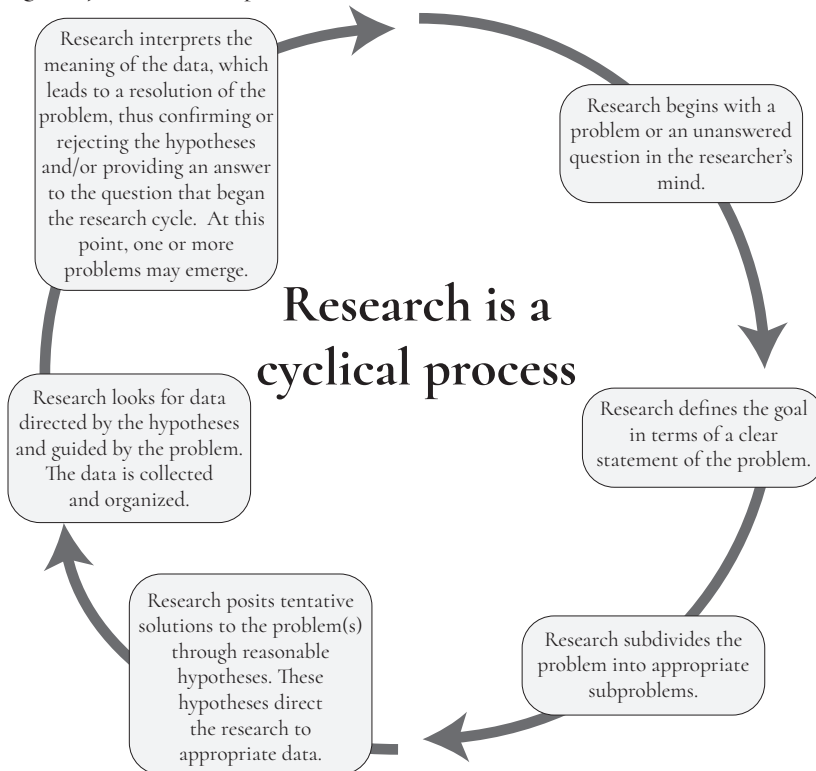 Research is a
cyclical process
Research begins with a
problem or an unanswered
question in the researcher's
mind.
Research defines the goal
in terms of a clear
statement of the problem.
Research subdivides the
problem into appropriate
subproblems.
Research posits tentative
solutions to the problem(s)
through reasonable
hypotheses. These
hypotheses direct
the research to
appropriate data.
Research looks for data
directed by the hypotheses
and guided by the problem.
The data is collected
and organized.
Research interprets the
meaning of the data, which
leads to a resolution of the
problem, thus confirming or
rejecting the hypotheses
and/or providing an answer
to the question that began
the research cycle. At this
point, one or more
problems may emerge.